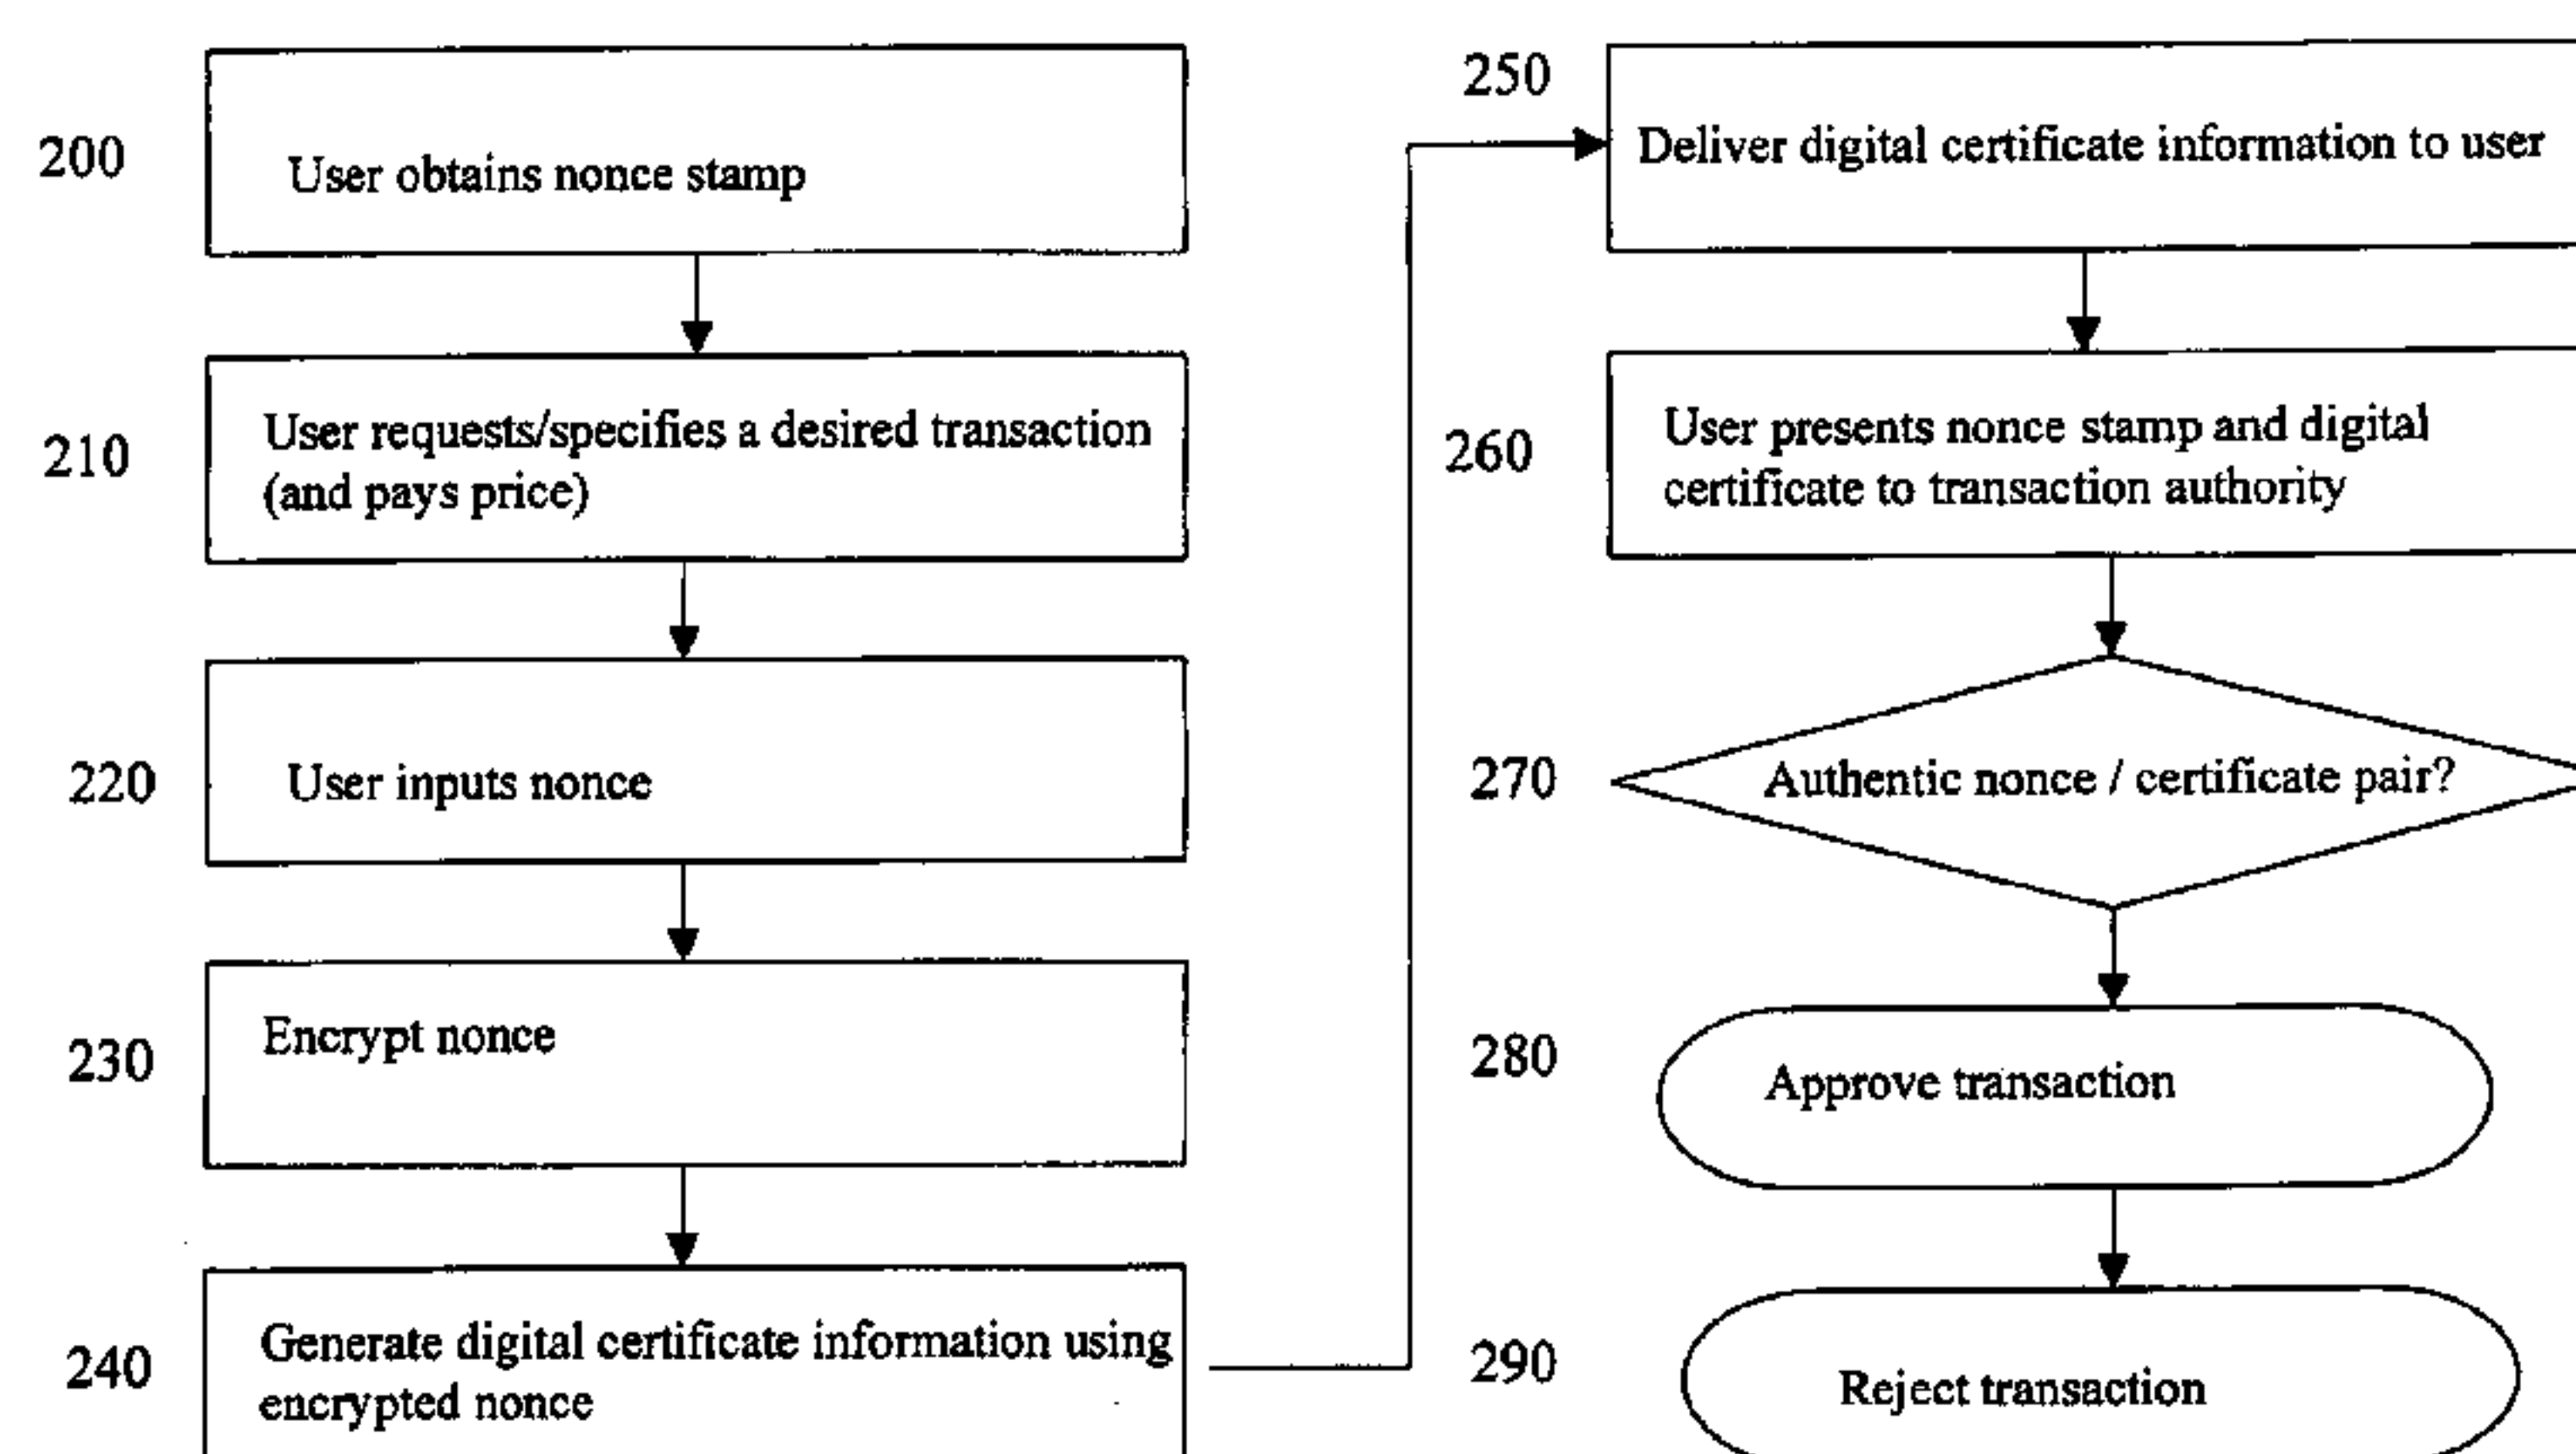 200
User obtains nonce stamp
210
User requests/specifies a desired transaction
(and pays price)
220
User inputs nonce
230
Encrypt nonce
240
Generate digital certificate information using
encrypted nonce
250
Deliver digital certificate information to user
260
User presents nonce stamp and digital
certificate to transaction authority
270
Authentic nonce / certificate pair?
280
Approve transaction
290
Reject transaction